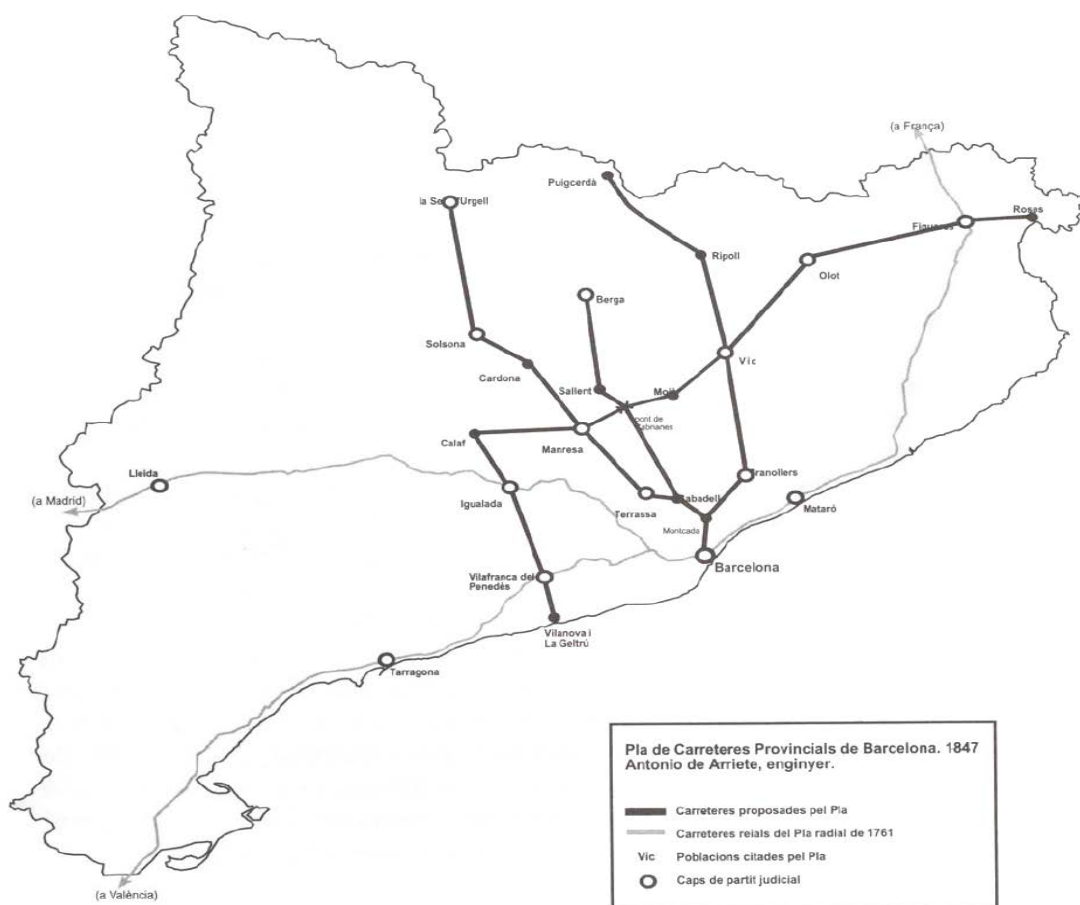 (a França)
Puigcerdà
la Seu d'Urgell
Rosas
Figueres
Ripoll
Olot
Berga
Solsona
Vic
Cardona
Sallent
Moià
pont de
Cabrianes
Calaf
Manresa
Lleida
(a Madrid)
Igualada
Terrassa
Sabadell
Granollers
Mataró
Montcada
Barcelona
Vilafranca del
Penedès
Vilanova i
La Geltrú
Tarragona
(a València)
Pla de Carreteres Provincials de Barcelona. 1847
Antonio de Arriete, enginyer.
Carreteres proposades pel Pla
Carreteres reials del Pla radial de 1761
Vic Poblacions citades pel Pla
Caps de partit judicial